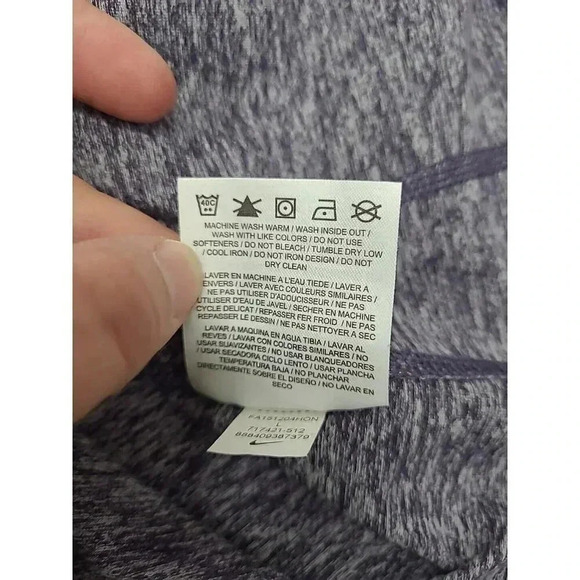 40C
MACHINE WASH WARM / WASH INSIDE OUT /
WASH WITH LIKE COLORS / DO NOT USE
SOFTENERS / DO NOT BLEACH / TUMBLE DRY LOW
/ COOL IRON / DO NOT IRON DESIGN / DO NOT
DRY CLEAN
LAVER EN MACHINE A L'EAU TIEDE / LAVER A
ENVERS / LAVER AVEC COULEURS SIMILAIRES /
NE PAS UTILISER D'ADOUCISSEUR / NE PAS
UTILISER D'EAU DE JAVEL / SECHER EN MACHINE
CYCLE DELICAT / REPASSER FER FROID / NE PAS
REPASSER LE DESSIN / NE PAS NETTOYER A SEC
LAVAR A MAQUINA EN AGUA TIBIA / LAVAR AL
REVES / LAVAR CON COLORES SIMILARES / NO
USAR SUAVIZANTES / NO USAR BLANQUEADORES
/ USAR SECADORA CICLO LENTO / USAR PLANCHA
TEMPERATURA BAJA / NO PLANCHAR
DIRECTAMENTE SOBRE EL DISEÑO / NO LAVAR EN
SECO
FA151204HON
L
717421-512
888409387379